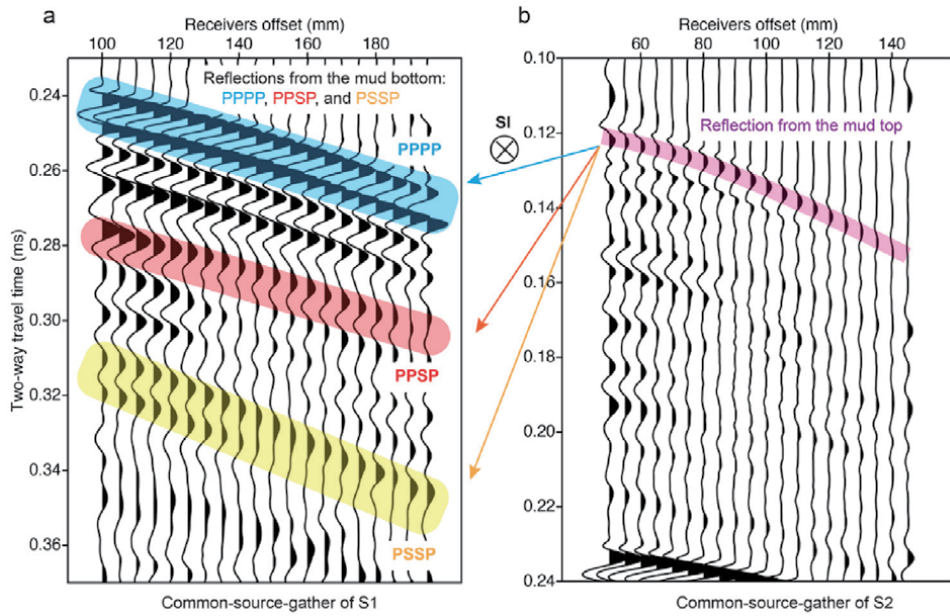 a
Receivers offset (mm)
100 120 140 160 180
Reflections from the mud bottom:
PPPP, PPSP, and PSSP
PPPP
PPSP
PSSP
Two-way travel time (ms)
0.24
0.26
0.28
0.30
0.32
0.34
0.36
Common-source-gather of S1
b
Receivers offset (mm)
60 80 100 120 140
0.10
0.12
0.14
0.16
0.18
0.20
0.22
0.24
SI
Reflection from the mud top
Common-source-gather of S2